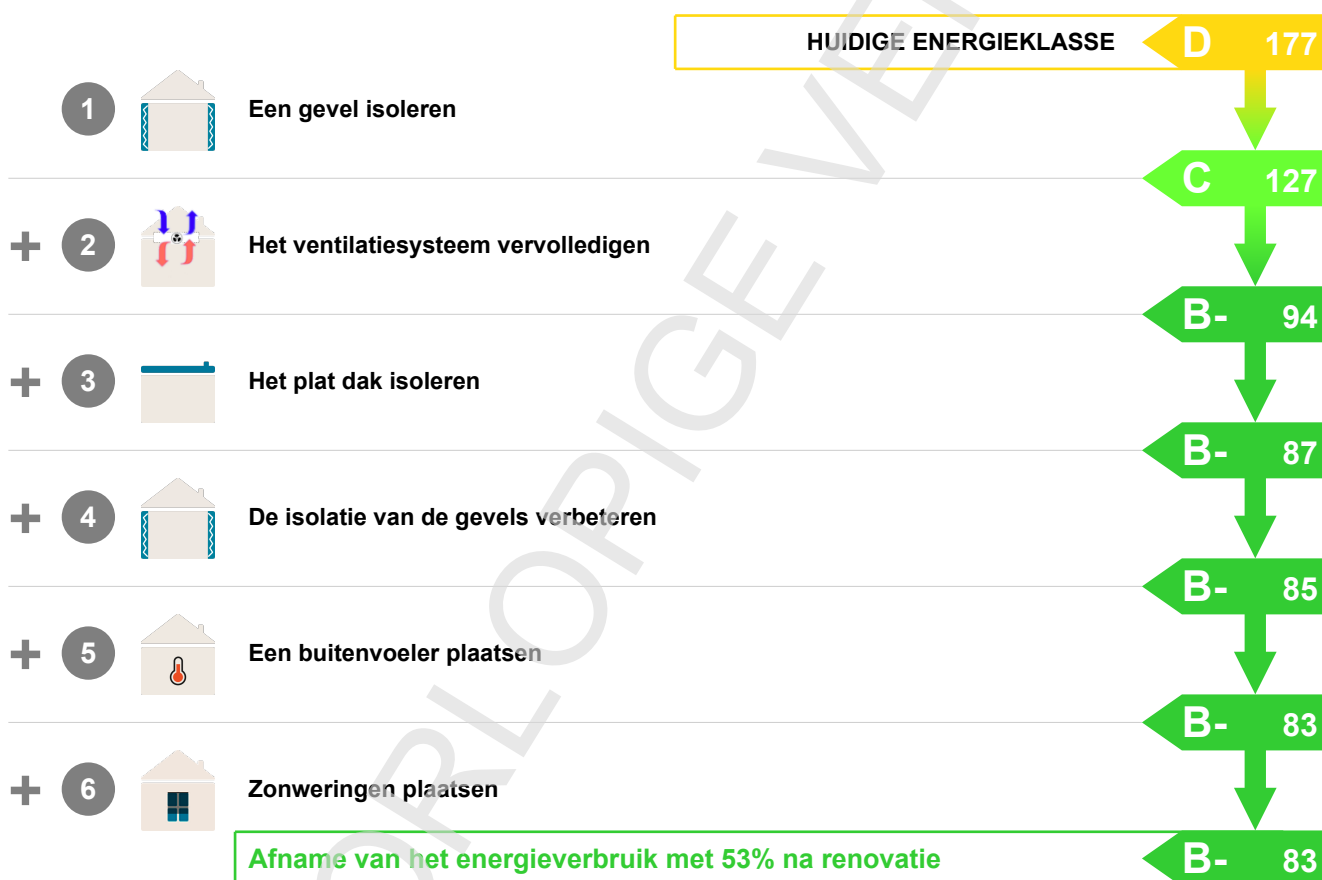 HUIDIGE ENERGIEKLASSE D 177
1 Een gevel isoleren
C 127
+ 2 Het ventilatiesysteem vervolledigen
B- 94
+ 3 Het plat dak isoleren
B- 87
+ 4 De isolatie van de gevels verbeteren
B- 85
+ 5 Een buitenvoeler plaatsen
B- 83
+ 6 Zonweringen plaatsen
Afname van het energieverbruik met 53% na renovatie B- 83
ORLOPIGE VE